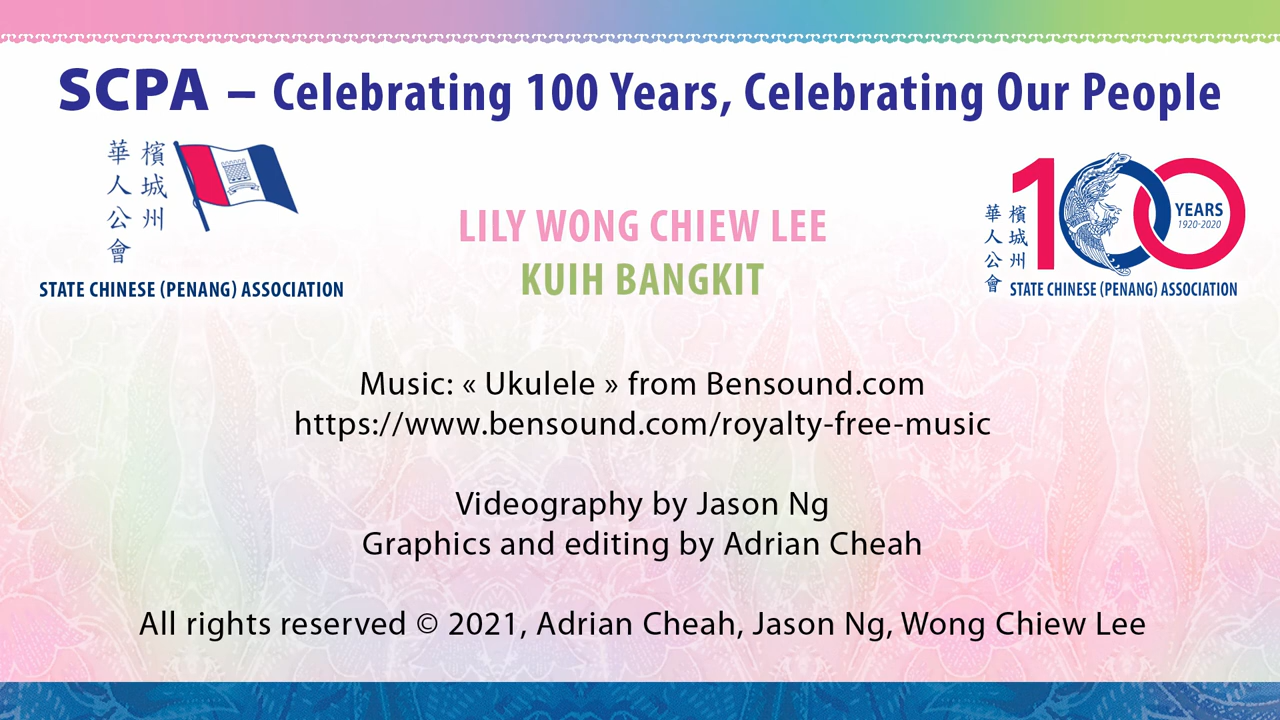 SCPA – Celebrating 100 Years, Celebrating Our People
檳城州
華人公會
STATE CHINESE (PENANG) ASSOCIATION
LILY WONG CHIEW LEE
KUIH BANGKIT
100
YEARS
1920-2020
檳城州
華人公會
STATE CHINESE (PENANG) ASSOCIATION
Music: « Ukulele » from Bensound.com
https://www.bensound.com/royalty-free-music
Videography by Jason Ng
Graphics and editing by Adrian Cheah
All rights reserved © 2021, Adrian Cheah, Jason Ng, Wong Chiew Lee